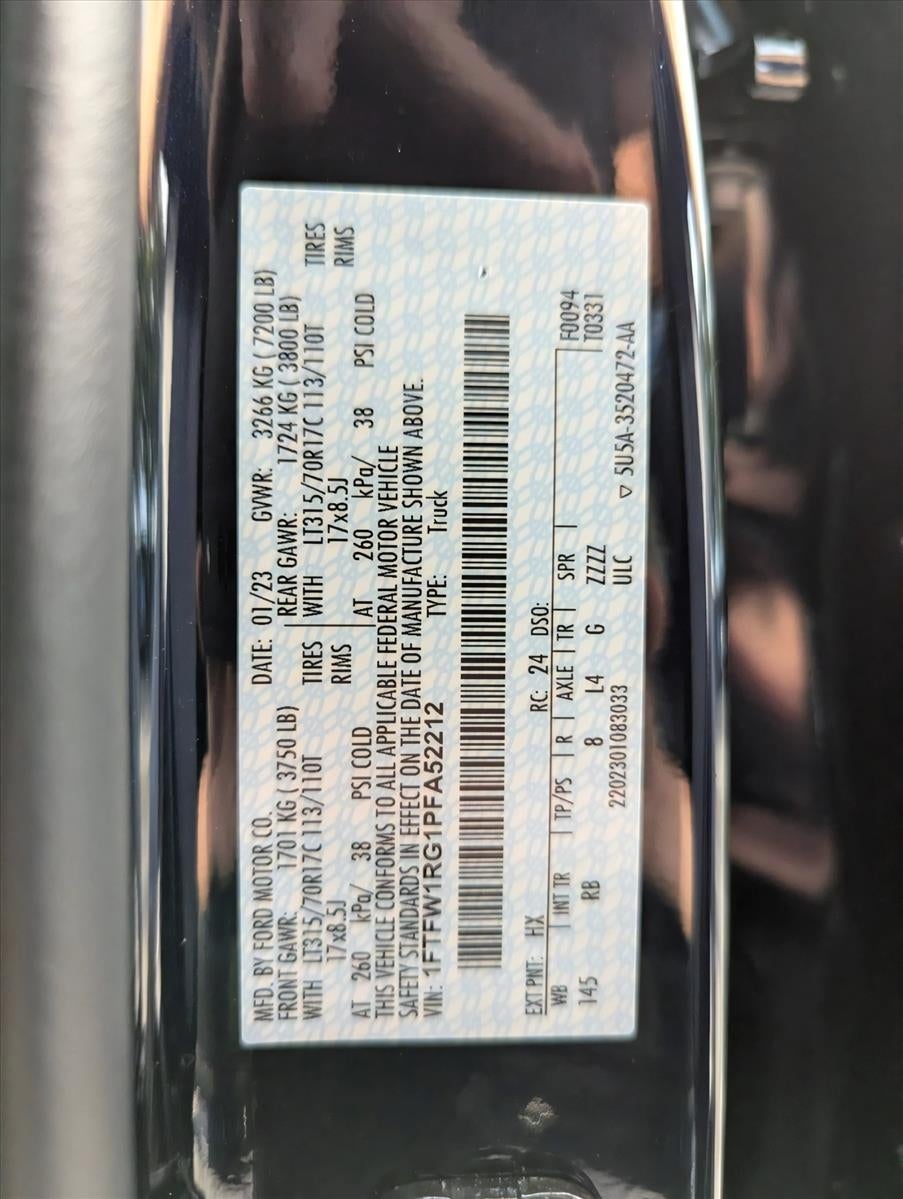 MFD. BY FORD MOTOR CO. DATE: 01/23 GVWR: 3266 KG ( 7200 LB)
FRONT GAWR: 1701 KG ( 3750 LB) REAR GAWR: 1724 KG ( 3800 LB)
WITH LT315/70R17C 113/110T TIRES WITH LT315/70R17C 113/110T TIRES
17x8.5J RIMS 17x8.5J RIMS
AT 260 kPa/ 38 PSI COLD AT 260 kPa/ 38 PSI COLD
THIS VEHICLE CONFORMS TO ALL APPLICABLE FEDERAL MOTOR VEHICLE
SAFETY STANDARDS IN EFFECT ON THE DATE OF MANUFACTURE SHOWN ABOVE.
VIN: 1FTFW1RG1PFA52212 TYPE: Truck
EXT PNT: HX RC: 24 DSO:
WB INT TR TP/PS R AXLE TR SPR F0094
145 RB 8 L4 G ZZZZ T0331
2202301083033 ULC ▽ 5U5A-3520472-AA